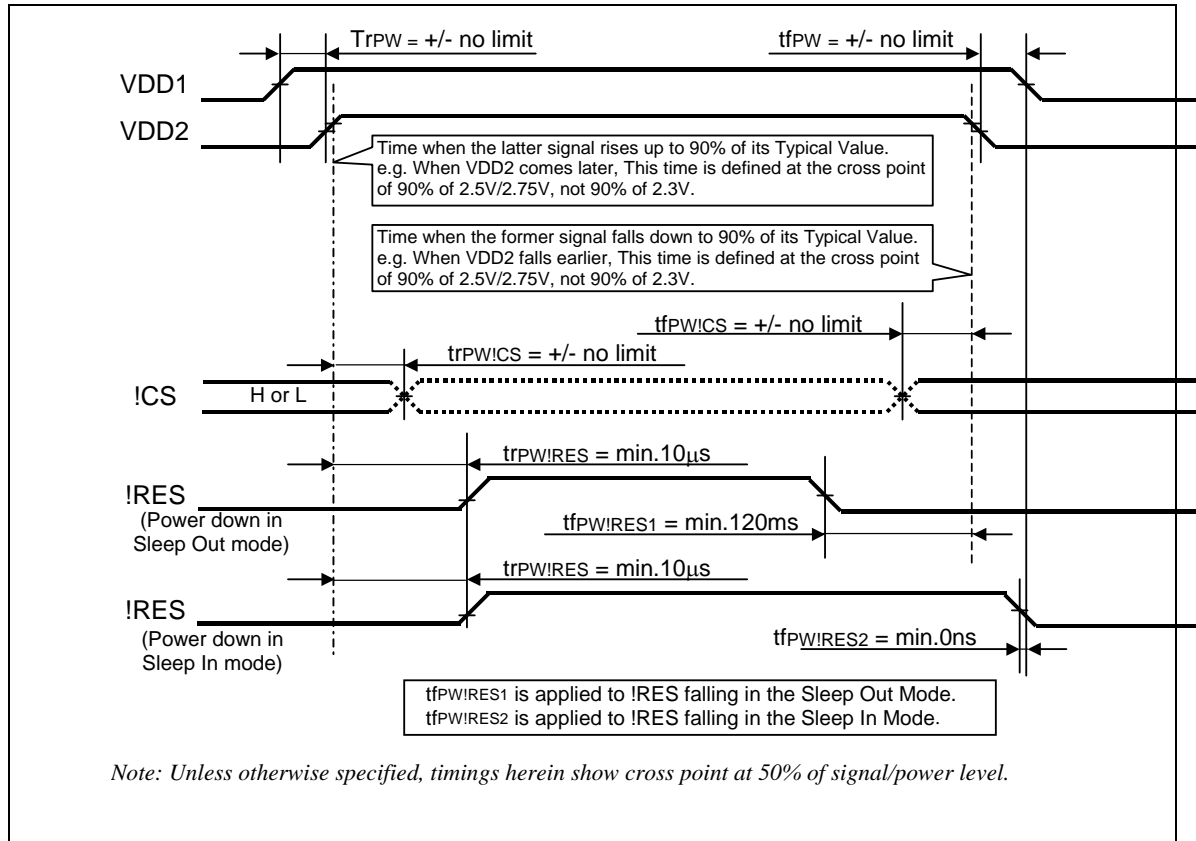 TrPW = +/- no limit
tfPW = +/- no limit
VDD1
VDD2
Time when the latter signal rises up to 90% of its Typical Value.
e.g. When VDD2 comes later, This time is defined at the cross point
of 90% of 2.5V/2.75V, not 90% of 2.3V.
Time when the former signal falls down to 90% of its Typical Value.
e.g. When VDD2 falls earlier, This time is defined at the cross point
of 90% of 2.5V/2.75V, not 90% of 2.3V.
tfPW!CS = +/- no limit
trPW!CS = +/- no limit
!CS
H or L
trPW!RES = min.10μs
!RES
(Power down in
Sleep Out mode)
tfPW!RES1 = min.120ms
trPW!RES = min.10μs
!RES
(Power down in
Sleep In mode)
tfPW!RES2 = min.0ns
tfPW!RES1 is applied to !RES falling in the Sleep Out Mode.
tfPW!RES2 is applied to !RES falling in the Sleep In Mode.
Note: Unless otherwise specified, timings herein show cross point at 50% of signal/power level.